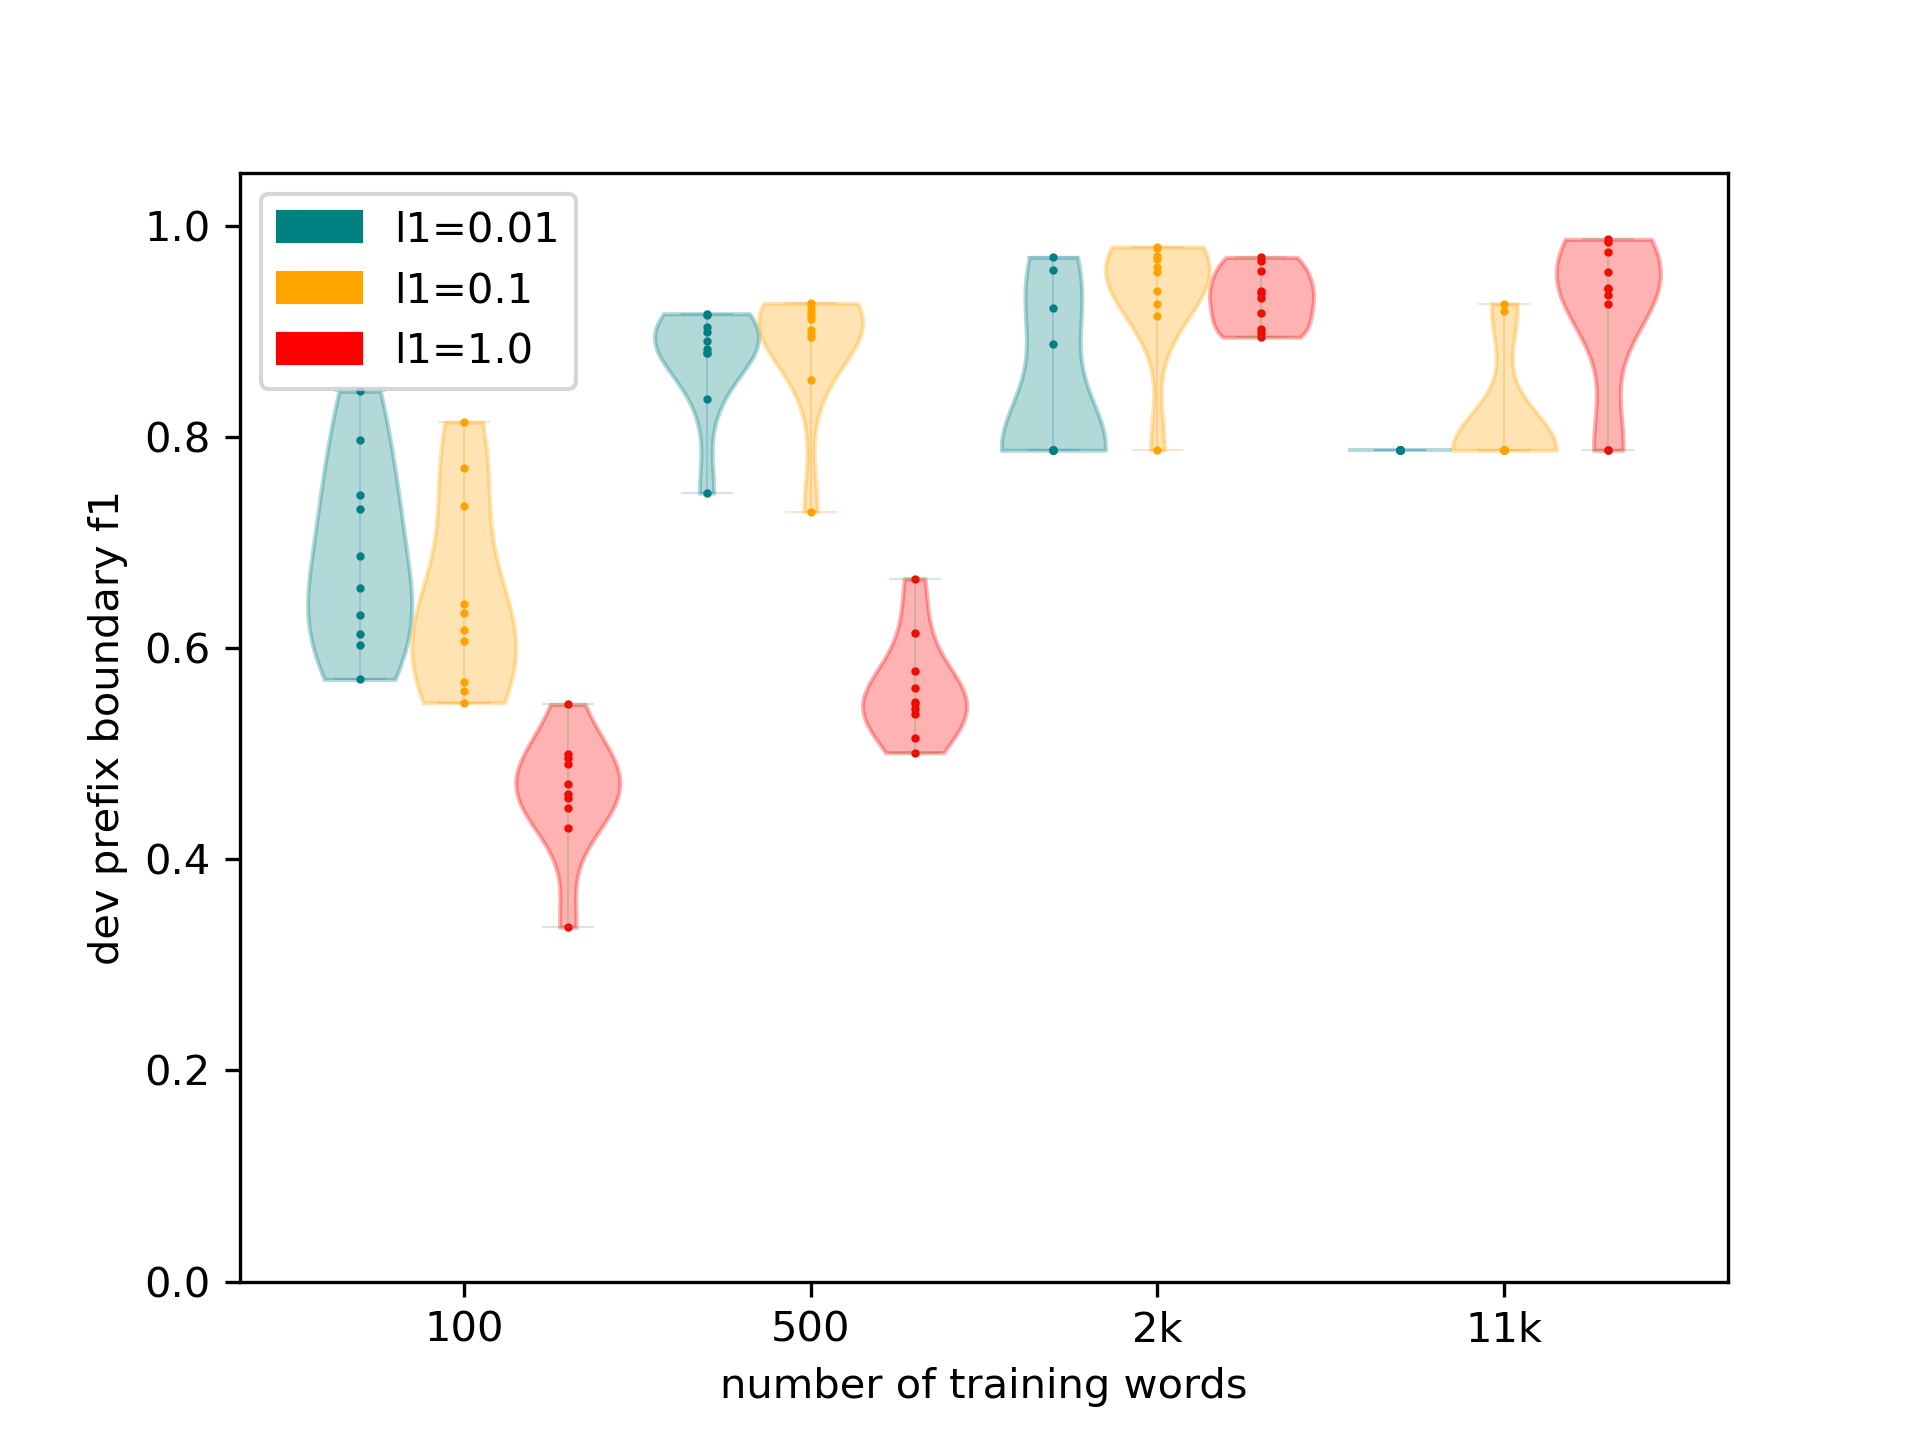 l1=0.01
l1=0.1
l1=1.0
dev prefix boundary f1
1.0
0.8
0.6
0.4
0.2
0.0
100 500 2k 11k
number of training words